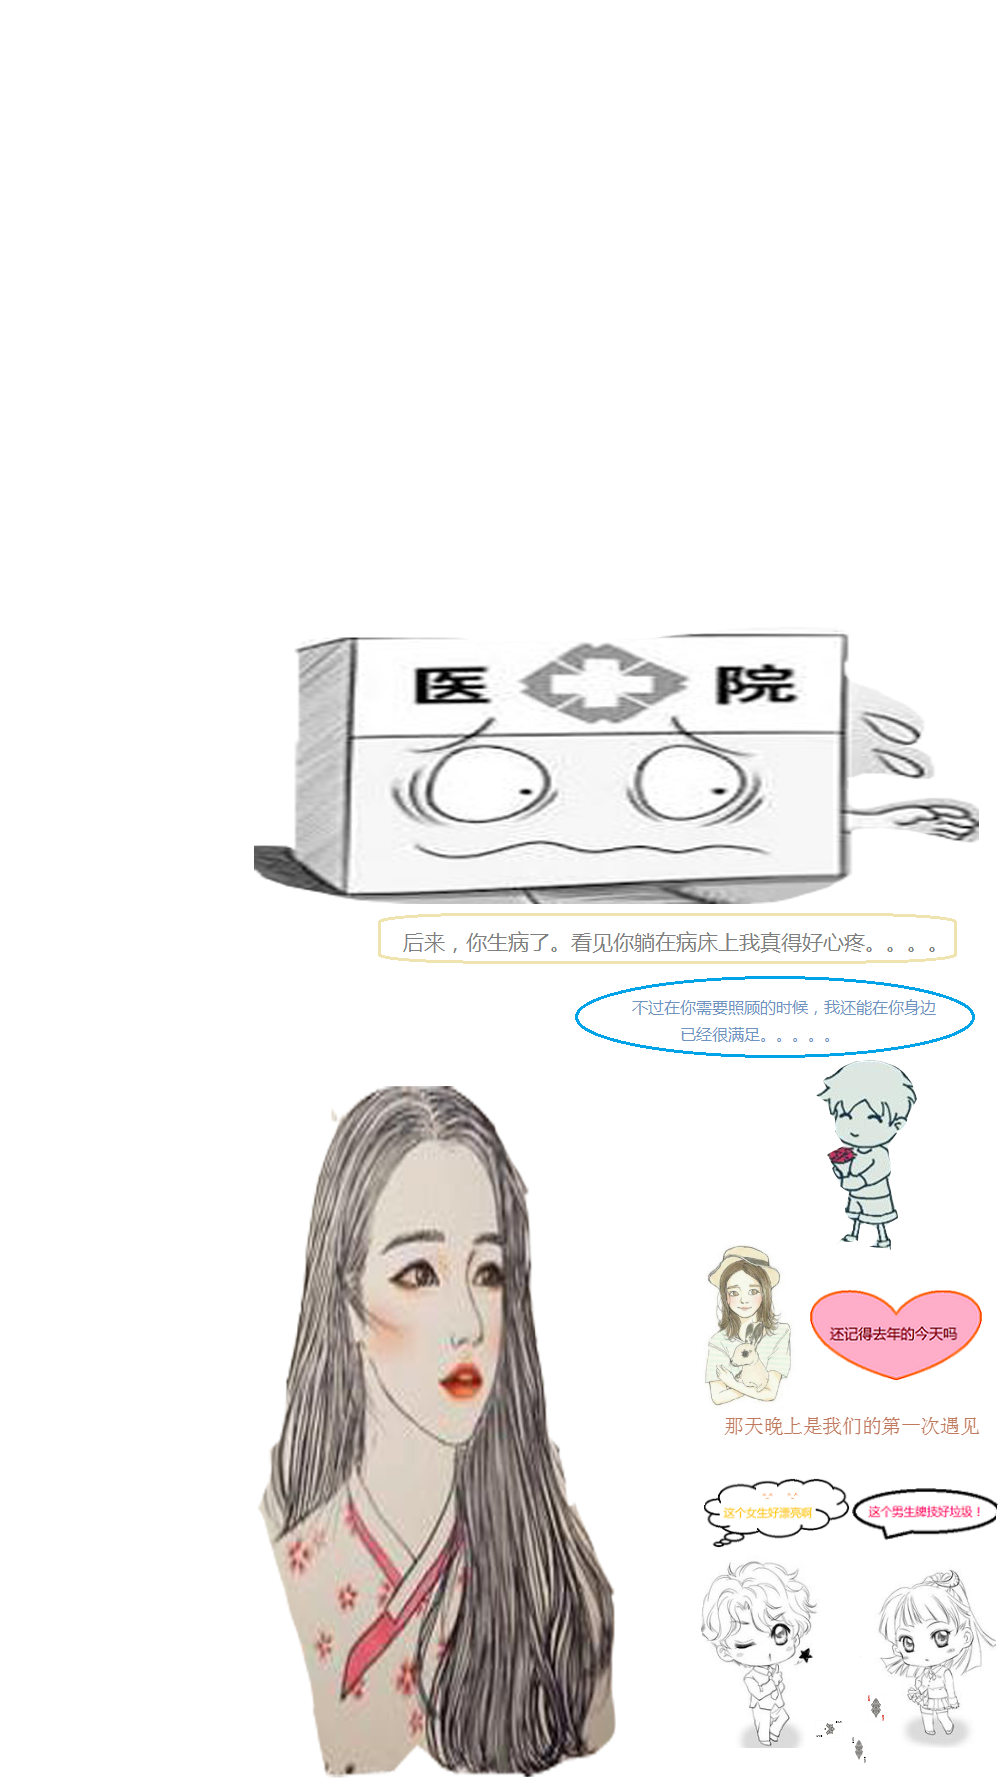 医 院
后来，你生病了。看见你躺在病床上我真得好心疼。。。。
不过在你需要照顾的时候，我还能在你身边
已经很满足。。。。。
还记得去年的今天吗
那天晚上是我们的第一次遇见
这个女生好漂亮啊
这个男生牌技好垃圾！